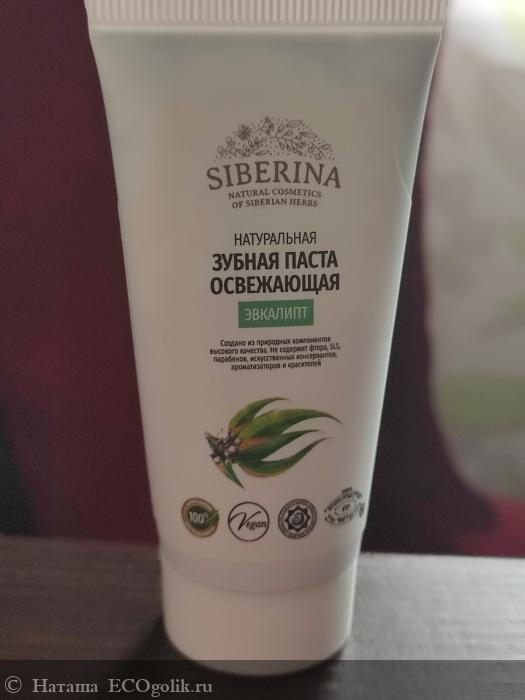 SIBERINA
NATURAL COSMETICS
OF SIBERIAN HERBS
НАТУРАЛЬНАЯ
ЗУБНАЯ ПАСТА
ОСВЕЖАЮЩАЯ
ЭВКАЛИПТ
Создано из природных компонентов
высокого качества. Не содержит фтора, SLS,
парабенов, искусственных консервантов,
ароматизаторов и красителей
100%
Vegan
© Наташа ECOgolik.ru